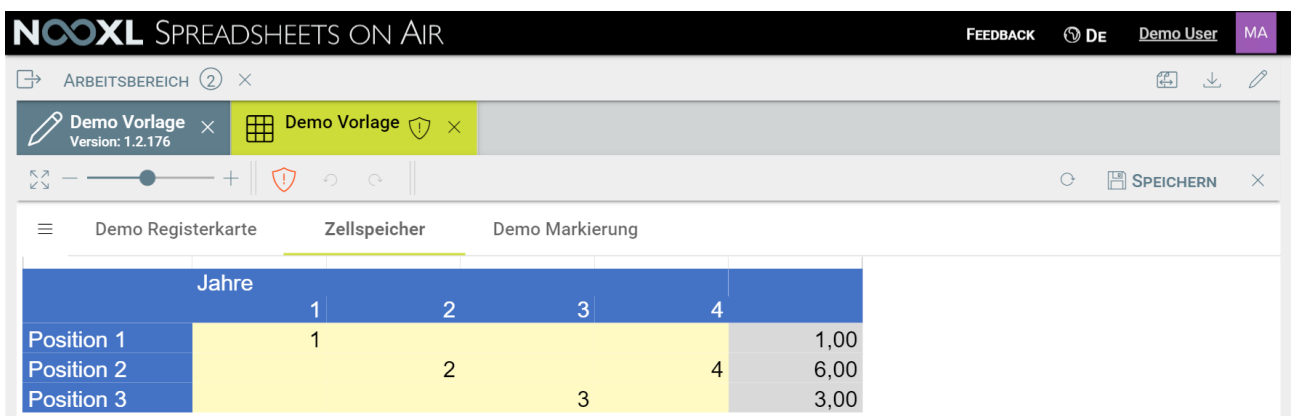 NOOXL SPREADSHEETS ON AIR FEEDBACK DE Demo User MA
ARBEITSBEREICH 2
Demo Vorlage Demo Vorlage
Version: 1.2.176
SPEICHERN
Demo Registerkarte Zellspeicher Demo Markierung
Jahre
1 2 3 4
Position 1 1 1,00
Position 2 2 4 6,00
Position 3 3 3,00